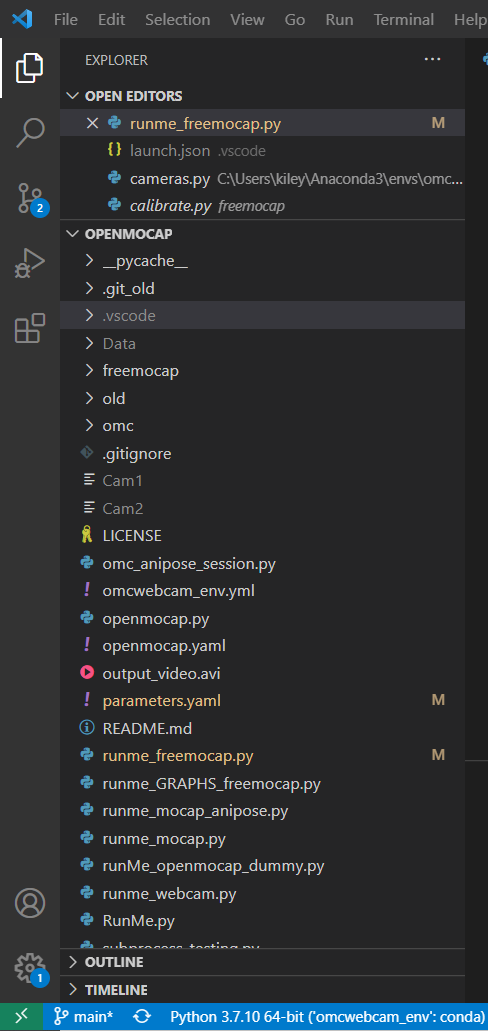 File Edit Selection View Go Run Terminal Help
EXPLORER ...
OPEN EDITORS
runme_freemocap.py M
{} launch.json .vscode
cameras.py C:\Users\kiley\Anaconda3\envs\omc...
calibrate.py freemocap
OPENMOCAP
__pycache__
.git_old
.vscode
Data
freemocap
old
omc
.gitignore
Cam1
Cam2
LICENSE
omc_anipose_session.py
! omcwebcam_env.yml
openmocap.py
! openmocap.yaml
output_video.avi
! parameters.yaml M
README.md
runme_freemocap.py M
runme_GRAPHS_freemocap.py
runme_mocap_anipose.py
runme_mocap.py
runMe_openmocap_dummy.py
runme_webcam.py
RunMe.py
subprocess-testing.py
OUTLINE
TIMELINE
main* Python 3.7.10 64-bit ('omcwebcam_env': conda)
2
1